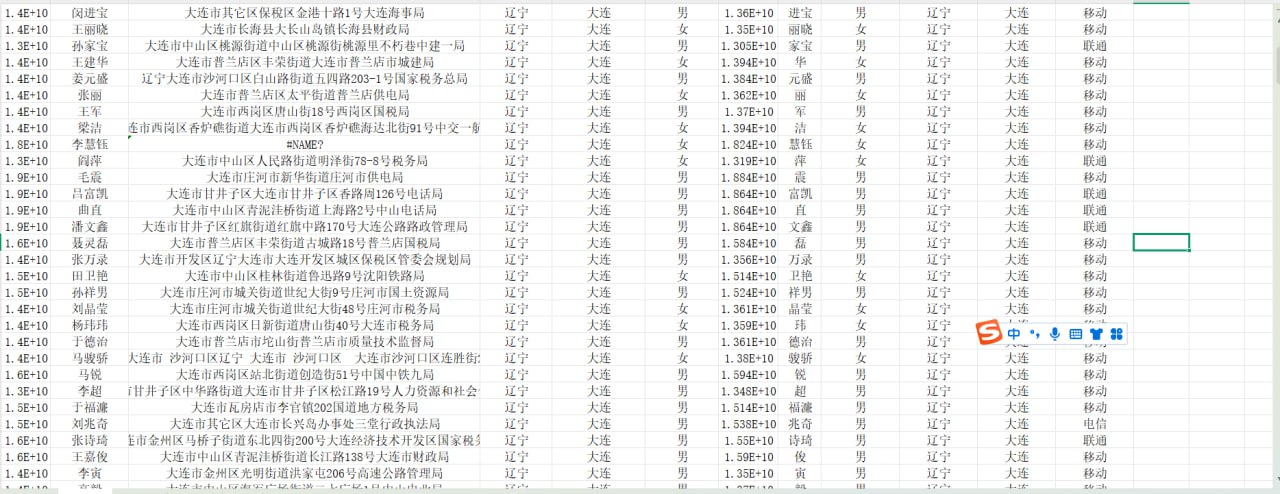 1.4E+10 闵进宝 大连市其它区保税区金港十路1号大连海事局 辽宁 大连 男 1.36E+10 进宝 男 辽宁 大连 移动
1.4E+10 王丽晓 大连市长海县大长山岛镇长海县财政局 辽宁 大连 女 1.35E+10 丽晓 女 辽宁 大连 移动
1.3E+10 孙家宝 大连市中山区桃源街道中山区桃源街桃源里不朽巷中建一局 辽宁 大连 男 1.305E+10 家宝 男 辽宁 大连 联通
1.4E+10 王建华 大连市普兰店区丰荣街道大连市普兰店市城建局 辽宁 大连 女 1.394E+10 华 女 辽宁 大连 移动
1.4E+10 姜元盛 辽宁大连市沙河口区白山路街道五四路203-1号国家税务总局 辽宁 大连 男 1.384E+10 元盛 男 辽宁 大连 移动
1.4E+10 张丽 大连市普兰店区太平街道普兰店供电局 辽宁 大连 女 1.362E+10 丽 女 辽宁 大连 移动
1.4E+10 王军 大连市西岗区唐山街18号西岗区国税局 辽宁 大连 男 1.37E+10 军 男 辽宁 大连 移动
1.4E+10 梁洁 连市西岗区香炉礁街道大连市西岗区香炉礁海达北街91号中交一航 辽宁 大连 女 1.394E+10 洁 女 辽宁 大连 移动
1.8E+10 李慧钰 #NAME? 辽宁 大连 女 1.824E+10 慧钰 女 辽宁 大连 移动
1.3E+10 阎萍 大连市中山区人民路街道明泽街78-8号税务局 辽宁 大连 女 1.319E+10 萍 女 辽宁 大连 联通
1.9E+10 毛震 大连市庄河市新华街道庄河市供电局 辽宁 大连 男 1.884E+10 震 男 辽宁 大连 移动
1.9E+10 吕富凯 大连市甘井子区大连市甘井子区香路周126号电话局 辽宁 大连 男 1.864E+10 富凯 男 辽宁 大连 联通
1.9E+10 曲直 大连市中山区青泥洼桥街道上海路2号中山电话局 辽宁 大连 男 1.864E+10 直 男 辽宁 大连 联通
1.9E+10 潘文鑫 大连市甘井子区红旗街道红旗中路170号大连公路路政管理局 辽宁 大连 男 1.864E+10 文鑫 男 辽宁 大连 联通
1.6E+10 聂灵磊 大连市普兰店区丰荣街道古城路18号普兰店国税局 辽宁 大连 男 1.584E+10 磊 男 辽宁 大连 移动
1.4E+10 张万录 大连市开发区辽宁大连市大连开发区城区保税区管委会规划局 辽宁 大连 男 1.356E+10 万录 男 辽宁 大连 移动
1.5E+10 田卫艳 大连市中山区桂林街道鲁迅路9号沈阳铁路局 辽宁 大连 女 1.514E+10 卫艳 女 辽宁 大连 移动
1.5E+10 孙祥男 大连市庄河市城关街道世纪大街9号庄河市国土资源局 辽宁 大连 男 1.524E+10 祥男 男 辽宁 大连 移动
1.4E+10 刘晶莹 大连市庄河市城关街道世纪大街48号庄河市税务局 辽宁 大连 女 1.361E+10 晶莹 女 辽宁 大连 移动
1.4E+10 杨玮玮 大连市西岗区日新街道唐山街40号大连市税务局 辽宁 大连 女 1.359E+10 玮 女 辽宁
1.4E+10 于德治 大连市普兰店市坨山街普兰店市质量技术监督局 辽宁 大连 男 1.361E+10 德治 男 辽宁 中
1.4E+10 马骏骄 大连市 沙河口区辽宁 大连市 沙河口区 大连市沙河口区连胜街 辽宁 大连 女 1.38E+10 骏骄 女 辽宁 大连 移动
1.6E+10 马锐 大连市西岗区站北街道创造街51号中国中铁九局 辽宁 大连 男 1.594E+10 锐 男 辽宁 大连 移动
1.3E+10 李超 甘井子区中华路街道大连市甘井子区松江路19号人力资源和社会 辽宁 大连 男 1.348E+10 超 男 辽宁 大连 移动
1.5E+10 于福濂 大连市瓦房店市李官镇202国道地方税务局 辽宁 大连 男 1.514E+10 福濂 男 辽宁 大连 移动
1.5E+10 刘兆奇 大连市其它区大连市长兴岛办事处三堂行政执法局 辽宁 大连 男 1.538E+10 兆奇 男 辽宁 大连 电信
1.6E+10 张诗琦 连市金州区马桥子街道东北四街200号大连经济技术开发区国家税务 辽宁 大连 男 1.55E+10 诗琦 男 辽宁 大连 联通
1.6E+10 王嘉俊 大连市中山区青泥洼桥街道长江路138号大连市财政局 辽宁 大连 男 1.59E+10 俊 男 辽宁 大连 移动
1.4E+10 李寅 大连市金州区光明街道洪家屯206号高速公路管理局 辽宁 大连 男 1.35E+10 寅 男 辽宁 大连 移动